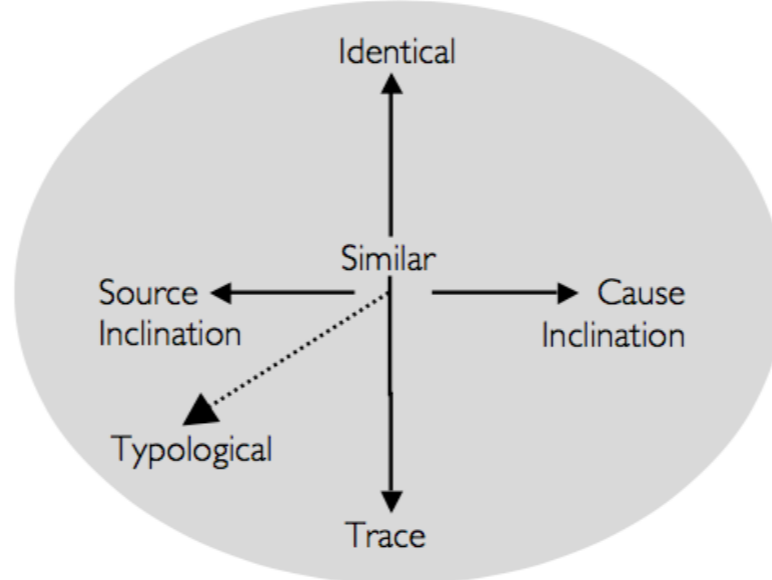 Identical
Similar
Source
Inclination
Cause
Inclination
Typological
Trace